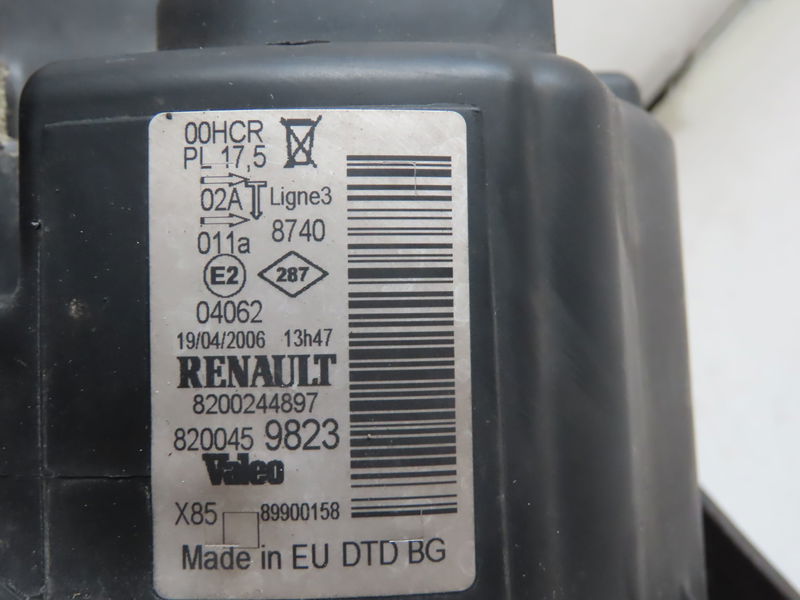 00HCR
PL 17,5
02A Ligne3
011a 8740
E2 287
04062
19/04/2006 13h47
RENAULT
8200244897
820045 9823
Valeo
X85 89900158
Made in EU DTD BG